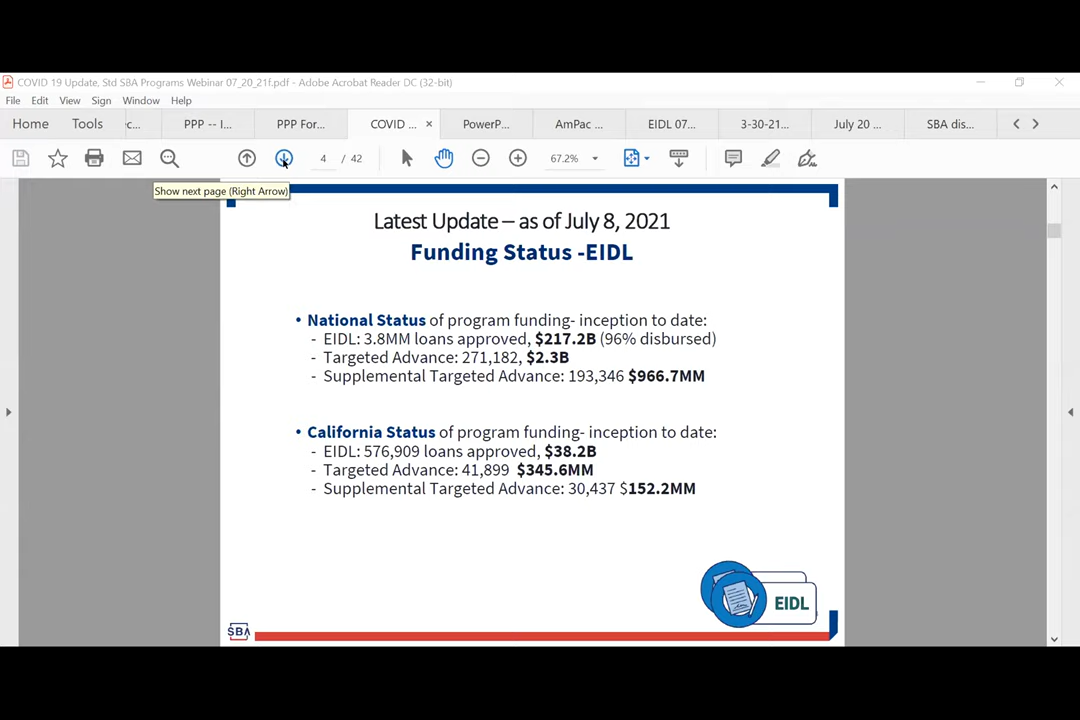 COVID 19 Update, Std SBA Programs Webinar 07_20_21f.pdf - Adobe Acrobat Reader DC (32-bit)
File Edit View Sign Window Help
Home Tools c... PPP -- I... PPP For... COVID ... × PowerP... AmPac ... EIDL 07... 3-30-21... July 20 ... SBA dis...
4 / 42 67.2%
Show next page (Right Arrow)
Latest Update – as of July 8, 2021
Funding Status -EIDL
• National Status of program funding- inception to date:
- EIDL: 3.8MM loans approved, $217.2B (96% disbursed)
- Targeted Advance: 271,182, $2.3B
- Supplemental Targeted Advance: 193,346 $966.7MM
• California Status of program funding- inception to date:
- EIDL: 576,909 loans approved, $38.2B
- Targeted Advance: 41,899 $345.6MM
- Supplemental Targeted Advance: 30,437 $152.2MM
EIDL
SBA